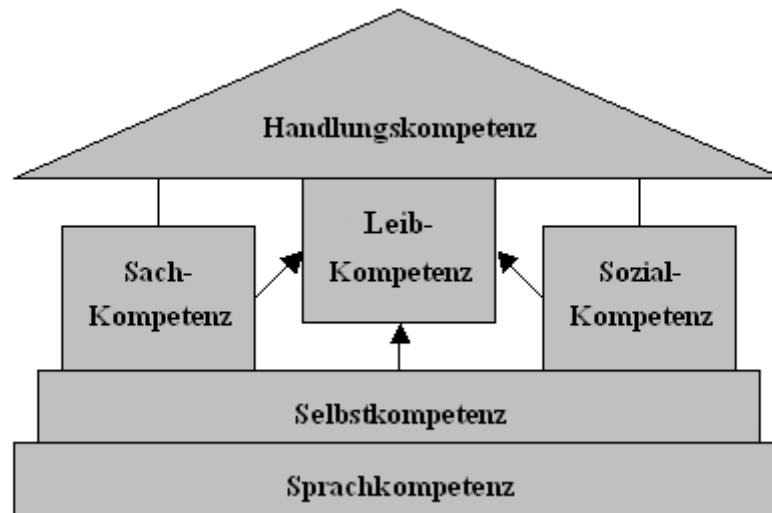 Handlungskompetenz
Leib-
Kompetenz
Sach-
Kompetenz
Sozial-
Kompetenz
Selbstkompetenz
Sprachkompetenz